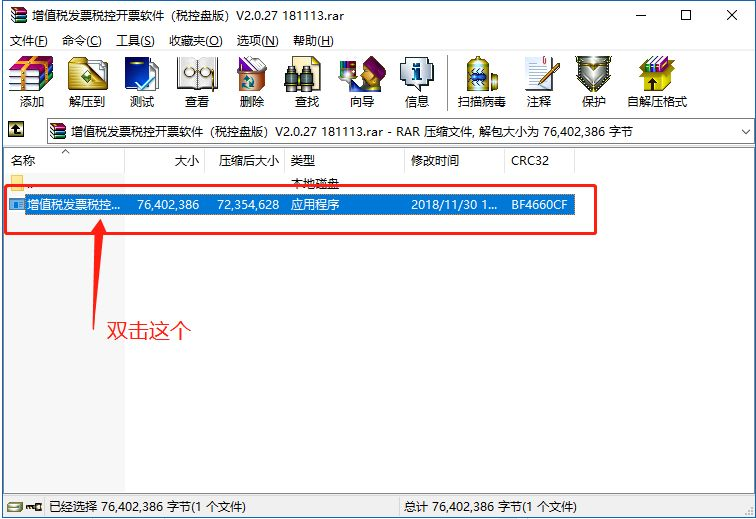 增值税发票税控开票软件（税控盘版）V2.0.27 181113.rar
文件(F) 命令(C) 工具(S) 收藏夹(O) 选项(N) 帮助(H)
添加 解压到 测试 查看 删除 查找 向导 信息 扫描病毒 注释 保护 自解压格式
增值税发票税控开票软件（税控盘版）V2.0.27 181113.rar - RAR 压缩文件, 解包大小为 76,402,386 字节
名称 大小 压缩后大小 类型 修改时间 CRC32
.. 本地磁盘
增值税发票税控... 76,402,386 72,354,628 应用程序 2018/11/30 1... BF4660CF
双击这个
已经选择 76,402,386 字节(1 个文件) 总计 76,402,386 字节(1 个文件)